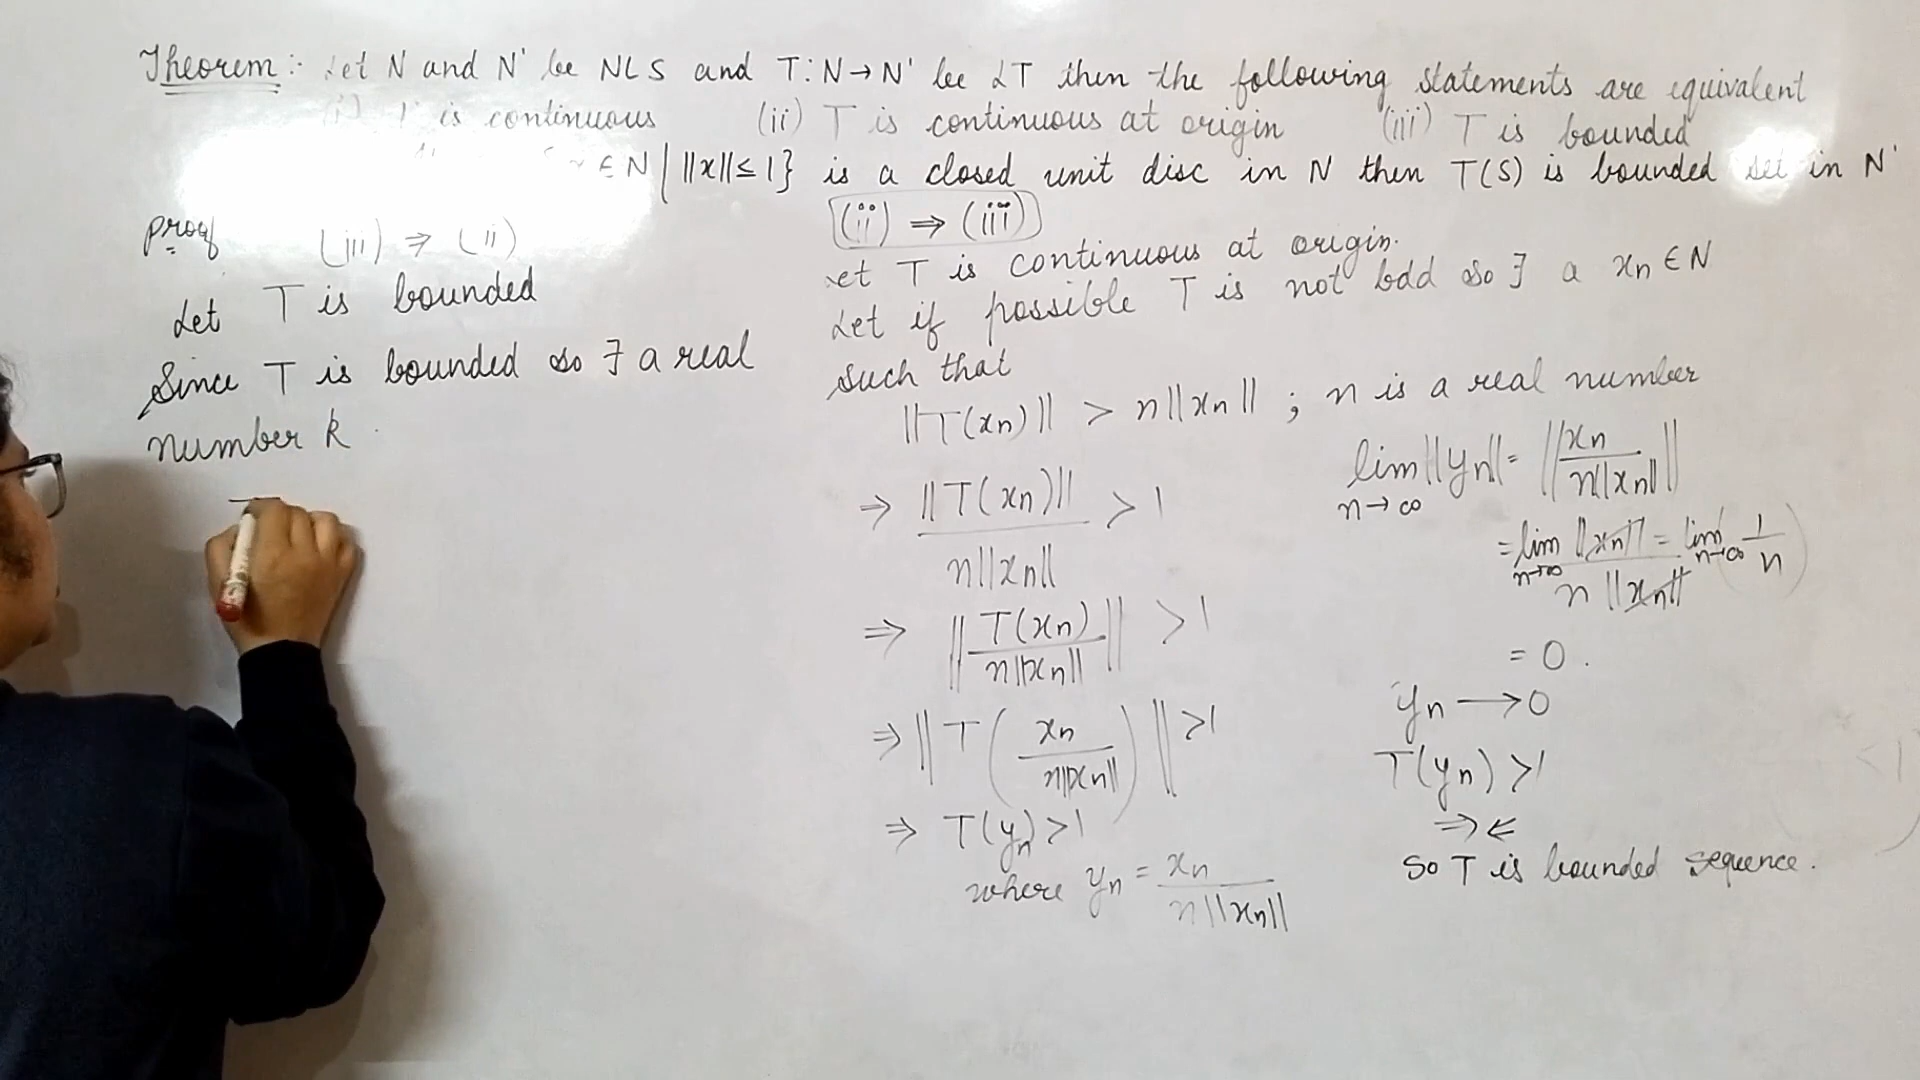 Theorem:- Let N and N' be NLS and T: N→N' be LT then the following statements are equivalent
(i) T is continuous (ii) T is continuous at origin (iii) T is bounded
x ∈ N | ||x|| ≤ 1} is a closed unit disc in N then T(S) is bounded set in N'
Proof (iii) ⇒ (ii)
Let T is bounded
Since T is bounded so ∃ a real
number k
(ii) ⇒ (iii)
Let T is continuous at origin.
Let if possible T is not bdd so ∃ a xn ∈ N
such that
||T(xn)|| > n||xn|| ; n is a real number
⇒ ||T(xn)|| / n||xn|| > 1
⇒ || T(xn) / n||xn|| || > 1
⇒ || T( xn / n||xn|| ) || > 1
⇒ T(yn) > 1
where yn = xn / n||xn||
lim n→∞ ||yn|| = || xn / n||xn|| ||
= lim n→∞ ||xn|| / n||xn|| = lim n→∞ 1/n
= 0.
yn → 0
T(yn) > 1
⇒⇐
So T is bounded sequence.